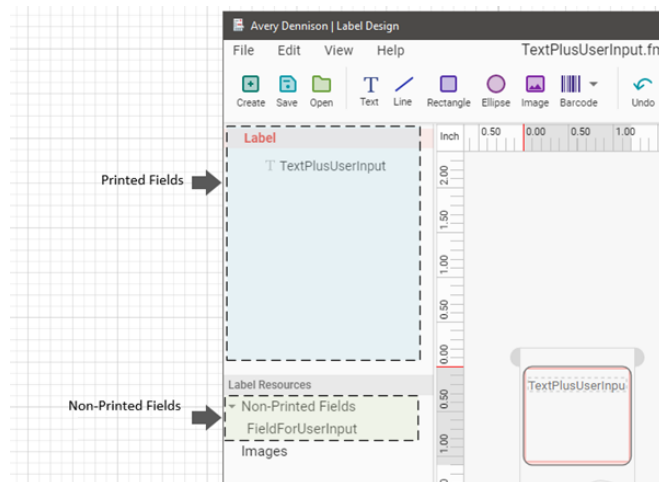 Avery Dennison | Label Design
File Edit View Help TextPlusUserInput.fm
Create Save Open Text Line Rectangle Ellipse Image Barcode Undo
Label
Inch 0.50 0.00 0.50 1.00
TextPlusUserInput
Printed Fields
2.00
1.50
1.00
0.50
0.00
Label Resources
TextPlusUserInpu
Non-Printed Fields
Non-Printed Fields
0.50
FieldForUserInput
Images
1.00